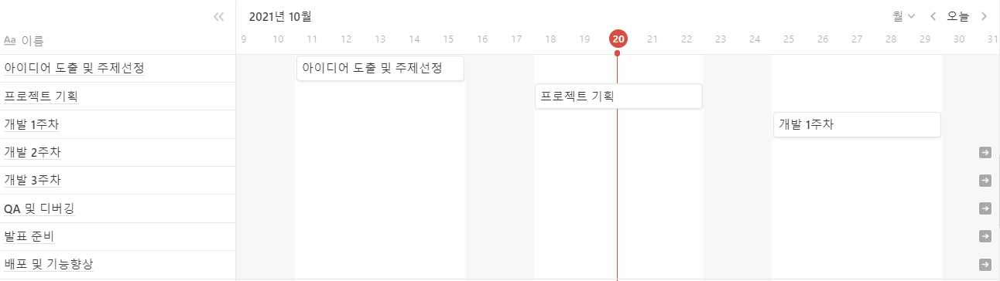 2021년 10월
월
오늘
Aa 이름
9 10 11 12 13 14 15 16 17 18 19 20 21 22 23 24 25 26 27 28 29 30 31
아이디어 도출 및 주제선정
아이디어 도출 및 주제선정
프로젝트 기획
프로젝트 기획
개발 1주차
개발 1주차
개발 2주차
개발 3주차
QA 및 디버깅
발표 준비
배포 및 기능향상